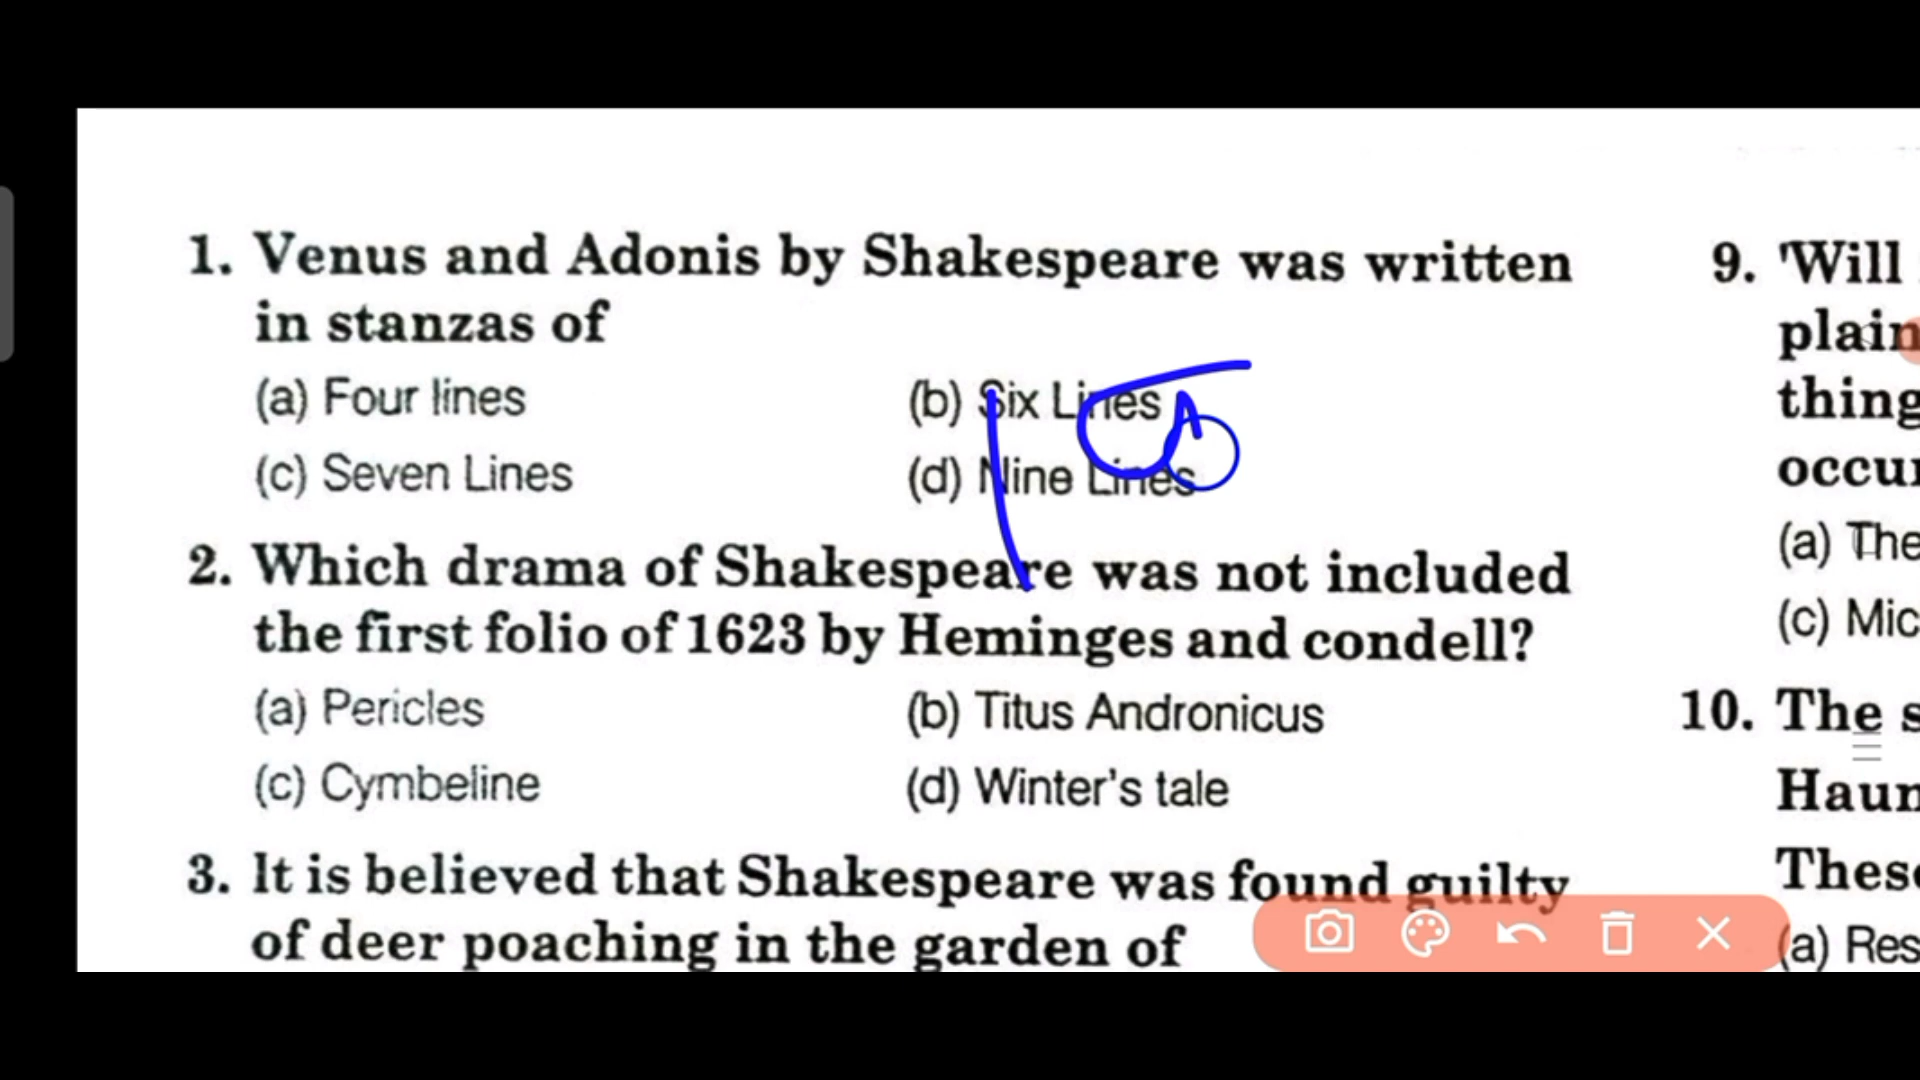 1. Venus and Adonis by Shakespeare was written
in stanzas of
(a) Four lines (b) Six Lines
(c) Seven Lines (d) Nine Lines
2. Which drama of Shakespeare was not included
the first folio of 1623 by Heminges and condell?
(a) Pericles (b) Titus Andronicus
(c) Cymbeline (d) Winter's tale
3. It is believed that Shakespeare was found guilty
of deer poaching in the garden of
9. 'Will
plain
thing
occur
(a) The
(c) Mic
10. The s
Haun
These
(a) Res